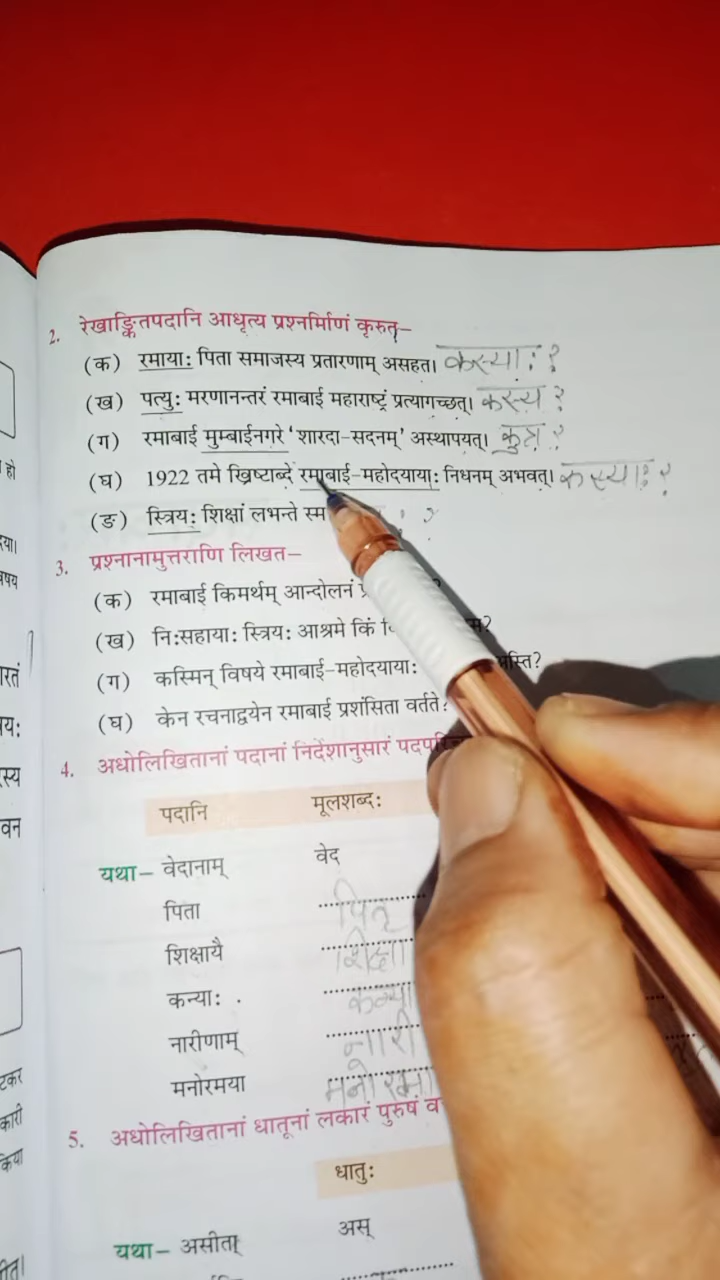 2. रेखाङ्कितपदानि आधृत्य प्रश्ननिर्माणं कुरुत–
(क) रमायाः पिता समाजस्य प्रतारणाम् असहत। कस्याः ?
(ख) पत्युः मरणानन्तरं रमाबाई महाराष्ट्रं प्रत्यागच्छत्। कस्य ?
(ग) रमाबाई मुम्बाईनगरे 'शारदा-सदनम्' अस्थापयत्। कुत्र ?
(घ) 1922 तमे ख्रिष्टाब्दे रमाबाई-महोदयायाः निधनम् अभवत्। कस्याः ?
(ङ) स्त्रियः शिक्षां लभन्ते स्म ?
3. प्रश्नानामुत्तराणि लिखत–
(क) रमाबाई किमर्थम् आन्दोलनं ?
(ख) निःसहायाः स्त्रियः आश्रमे किं ?
(ग) कस्मिन् विषये रमाबाई-महोदयायाः ?
(घ) केन रचनाद्वयेन रमाबाई प्रशंसिता वर्तते?
4. अधोलिखितानां पदानां निर्देशानुसारं
पदानि मूलशब्दः
यथा– वेदानाम् वेद
पिता पितृ
शिक्षायै शिक्षा
कन्याः कन्या
नारीणाम् नारी
मनोरमया मनोरमा
5. अधोलिखितानां धातूनां लकारं पुरुषं
धातुः
यथा– असीत् अस्
हो
रतं
यः
स्य
वन
टकर
कारी
किया